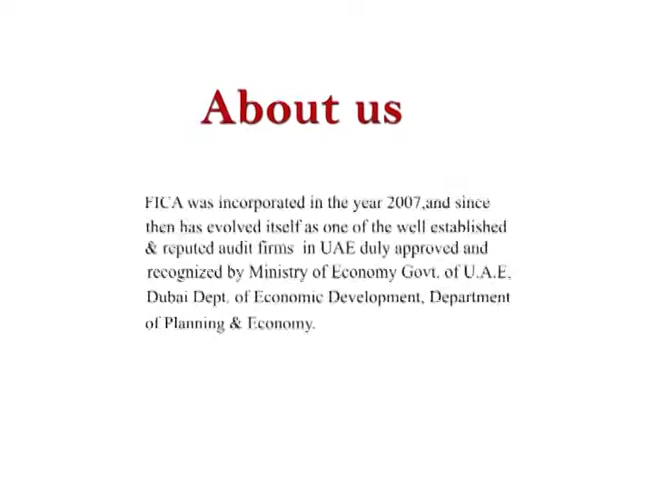 About us
FICA was incorporated in the year 2007,and since
then has evolved itself as one of the well established
& reputed audit firms in UAE duly approved and
recognized by Ministry of Economy Govt. of U.A.E.
Dubai Dept. of Economic Development, Department
of Planning & Economy.